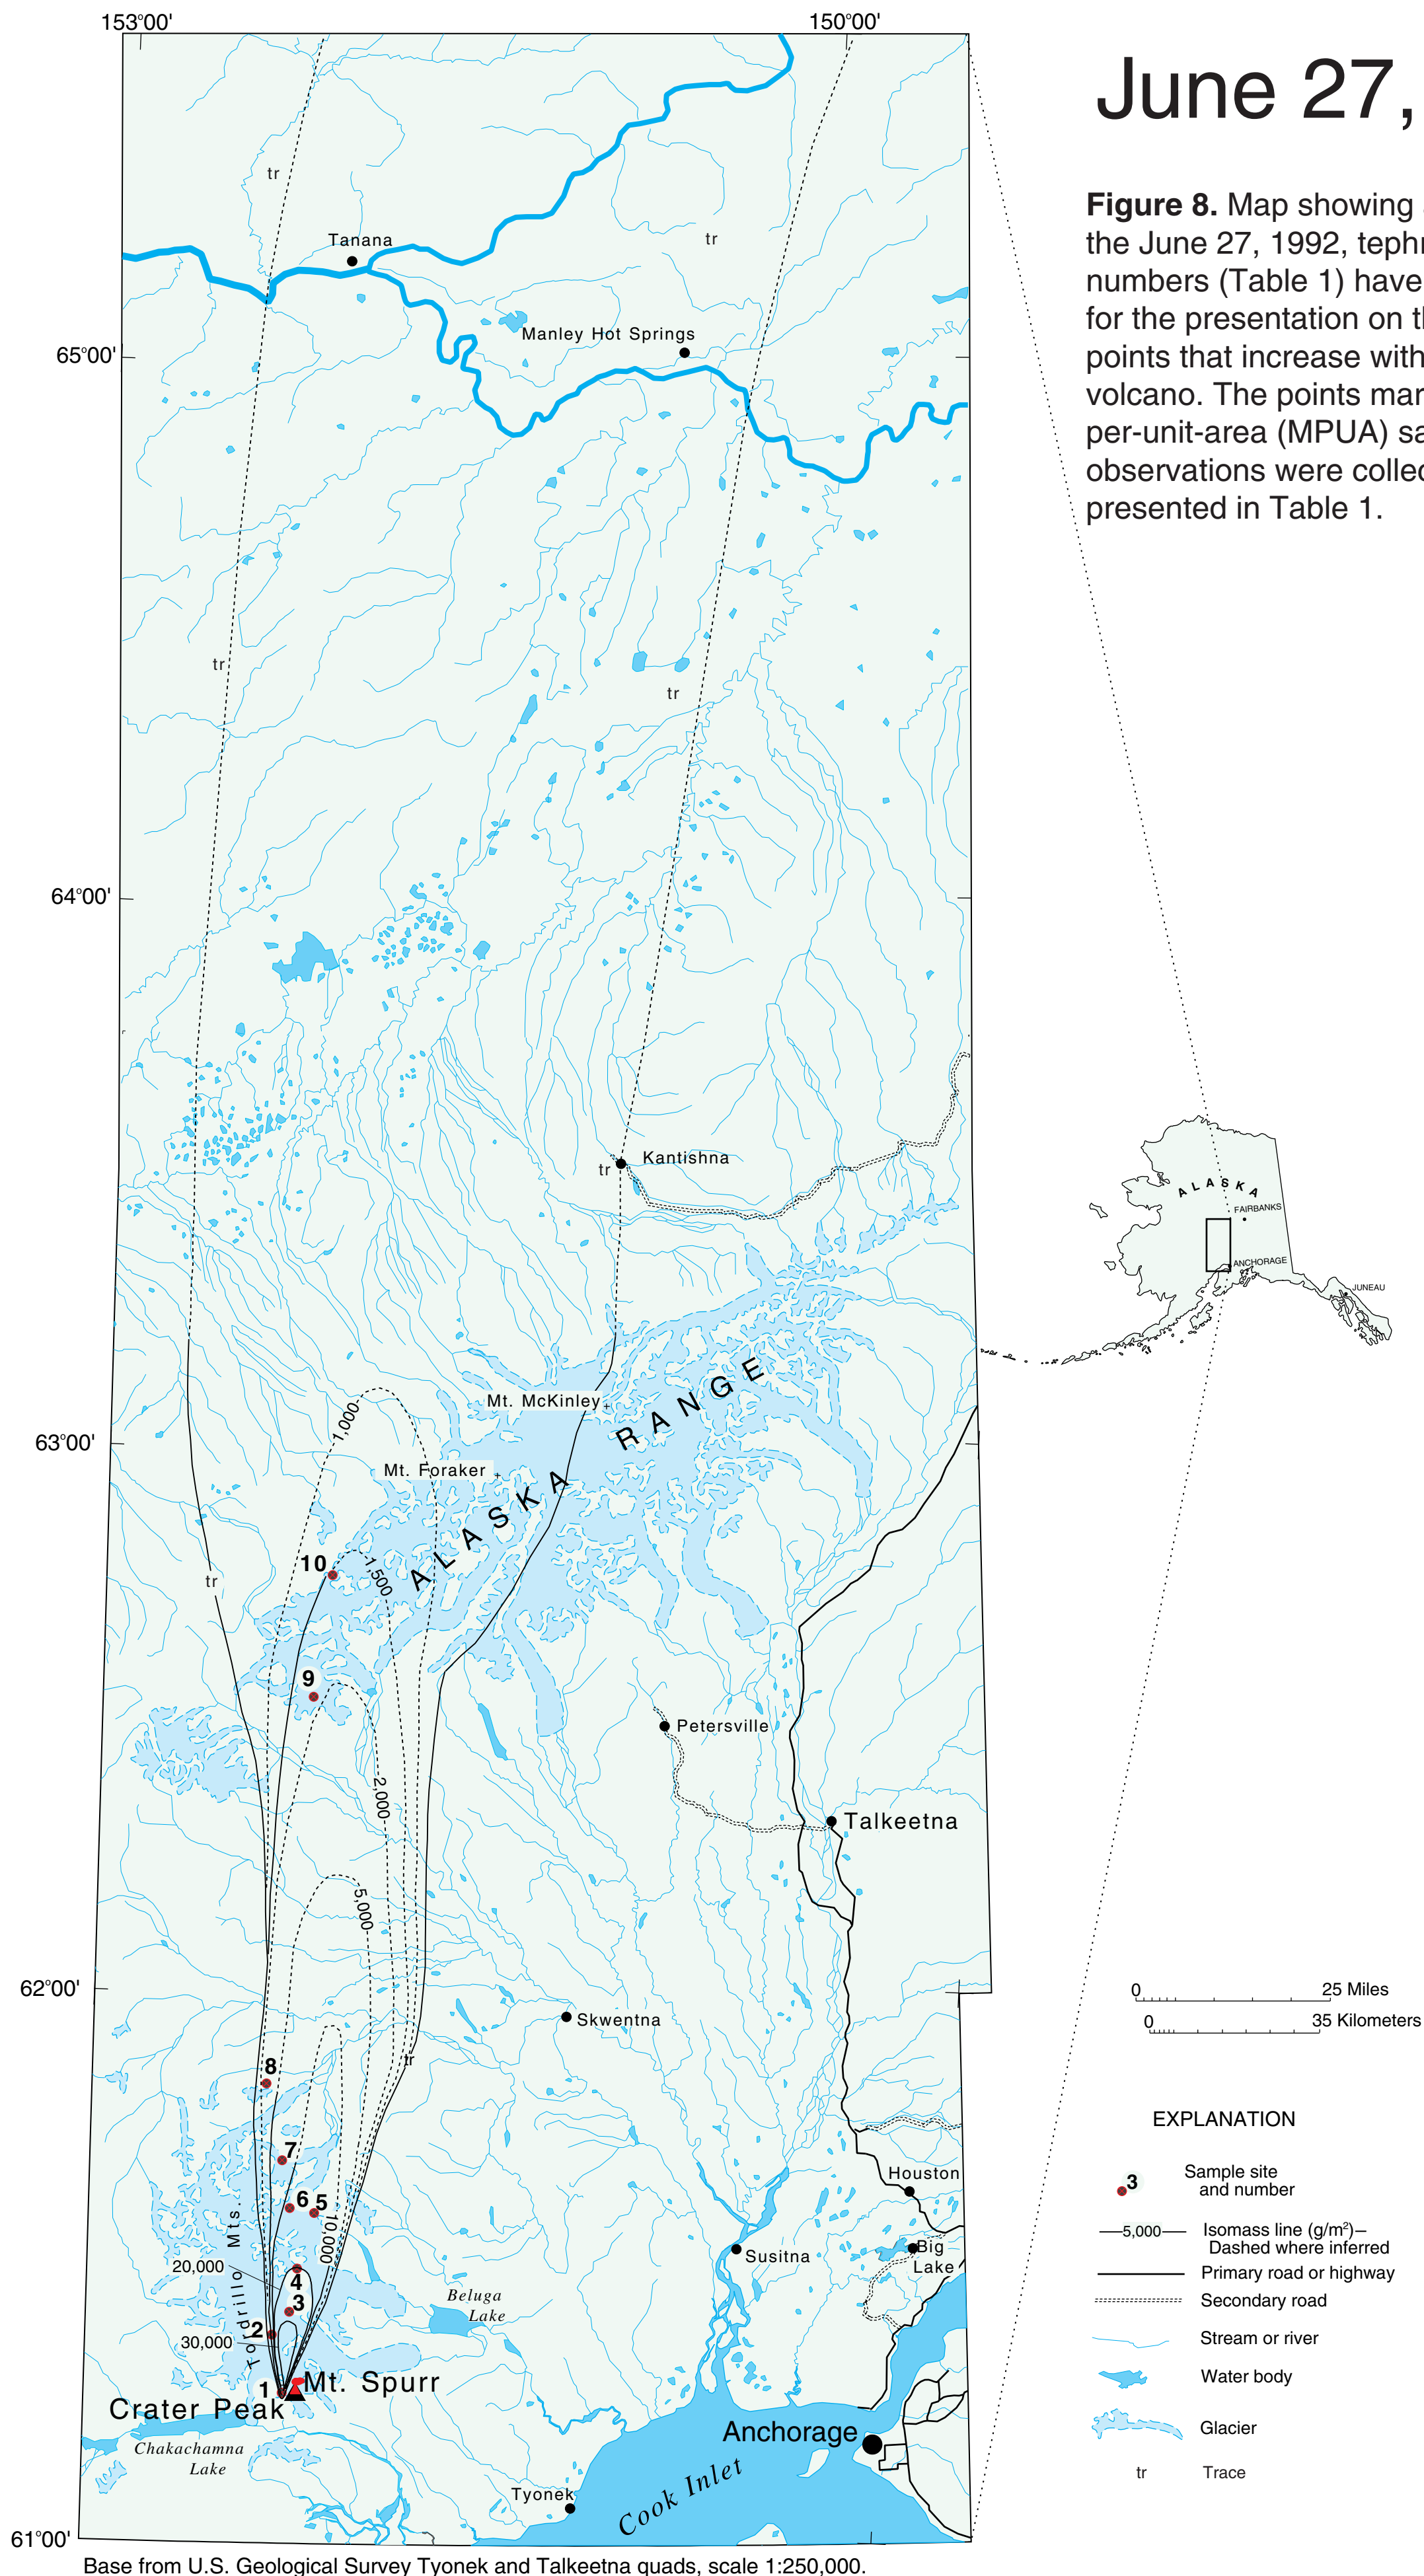 153°00'
150°00'
June 27,
Figure 8. Map showing
the June 27, 1992, teph
numbers (Table 1) have
for the presentation on
points that increase with
volcano. The points mar
per-unit-area (MPUA) sa
observations were collec
presented in Table 1.
tr
Tanana
tr
Manley Hot Springs
65°00'
tr
tr
64°00'
Kantishna
tr
ALASKA
FAIRBANKS
ANCHORAGE
JUNEAU
Mt. McKinley
1,000
63°00'
Mt. Foraker
ALASKA RANGE
10
1,500
tr
9
Petersville
2,000
Talkeetna
5,000
62°00'
0 25 Miles
0 35 Kilometers
Skwentna
tr
8
7
6
5
10,000
Houston
Susitna
Big
Lake
20,000
4
3
2
Tordrillo Mts.
30,000
Beluga
Lake
1
Mt. Spurr
Crater Peak
Chakachamna
Lake
Anchorage
Cook Inlet
Tyonek
61°00'
EXPLANATION
3 Sample site
and number
5,000 Isomass line (g/m²)–
Dashed where inferred
Primary road or highway
Secondary road
Stream or river
Water body
Glacier
tr Trace
Base from U.S. Geological Survey Tyonek and Talkeetna quads, scale 1:250,000.